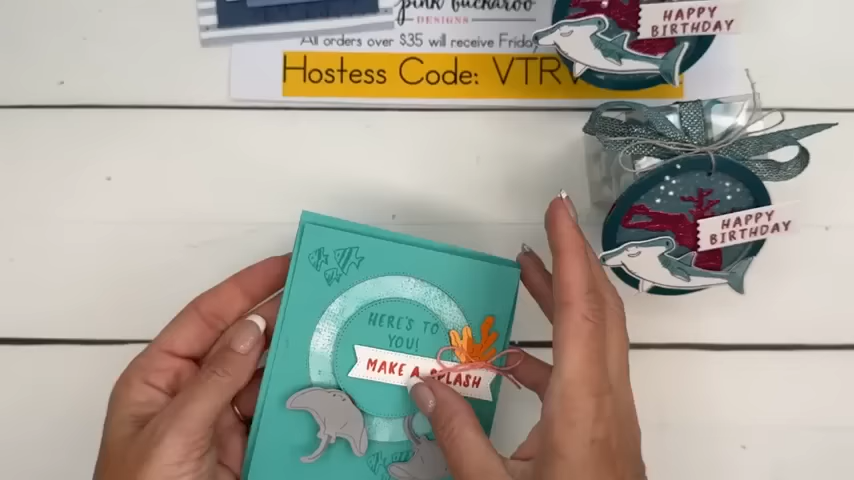 pink buckaroo
DESIGNS
All orders over $35 will receive Friday
Hostess Code: VTRV
HAPPY
BIRTHDAY
HAPPY
BIRTHDAY
HERE'S TO
YOU!
MAKE A SPLASH